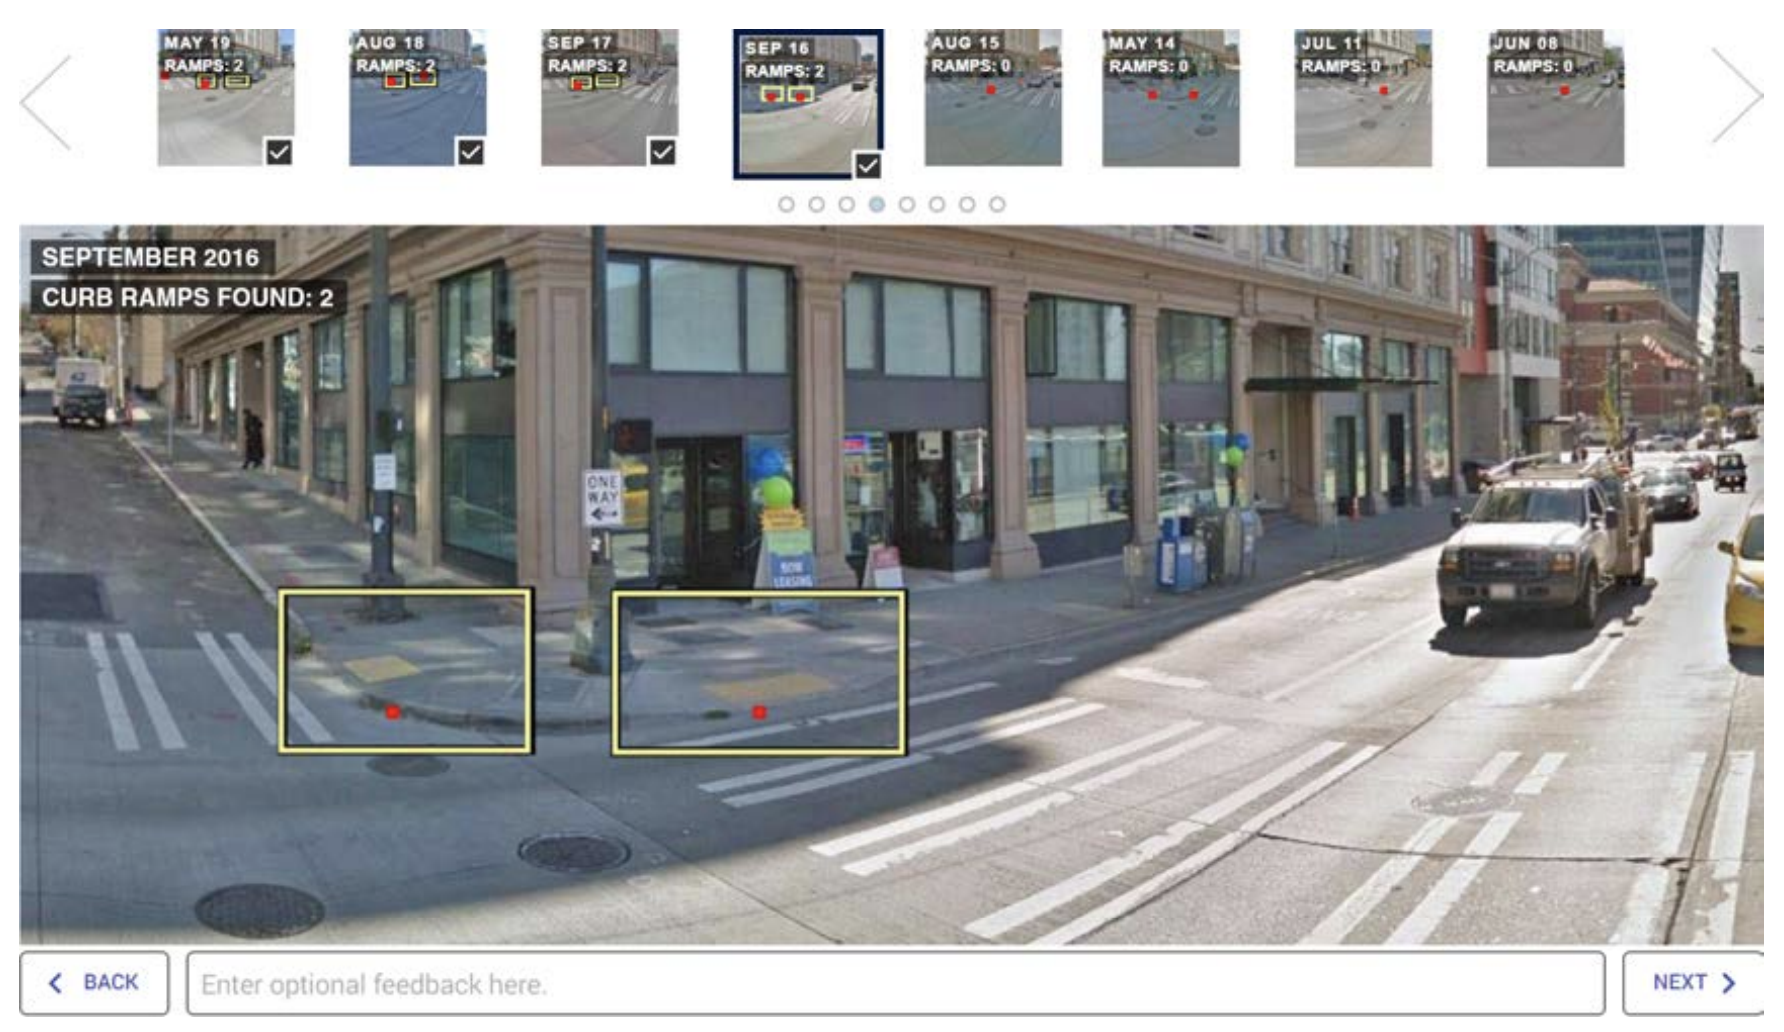 MAY 19
RAMPS: 2
AUG 18
RAMPS: 2
SEP 17
RAMPS: 2
SEP 16
RAMPS: 2
AUG 15
RAMPS: 0
MAY 14
RAMPS: 0
JUL 11
RAMPS: 0
JUN 08
RAMPS: 0
SEPTEMBER 2016
CURB RAMPS FOUND: 2
ONE
WAY
NOW
LEASING
BACK
Enter optional feedback here.
NEXT